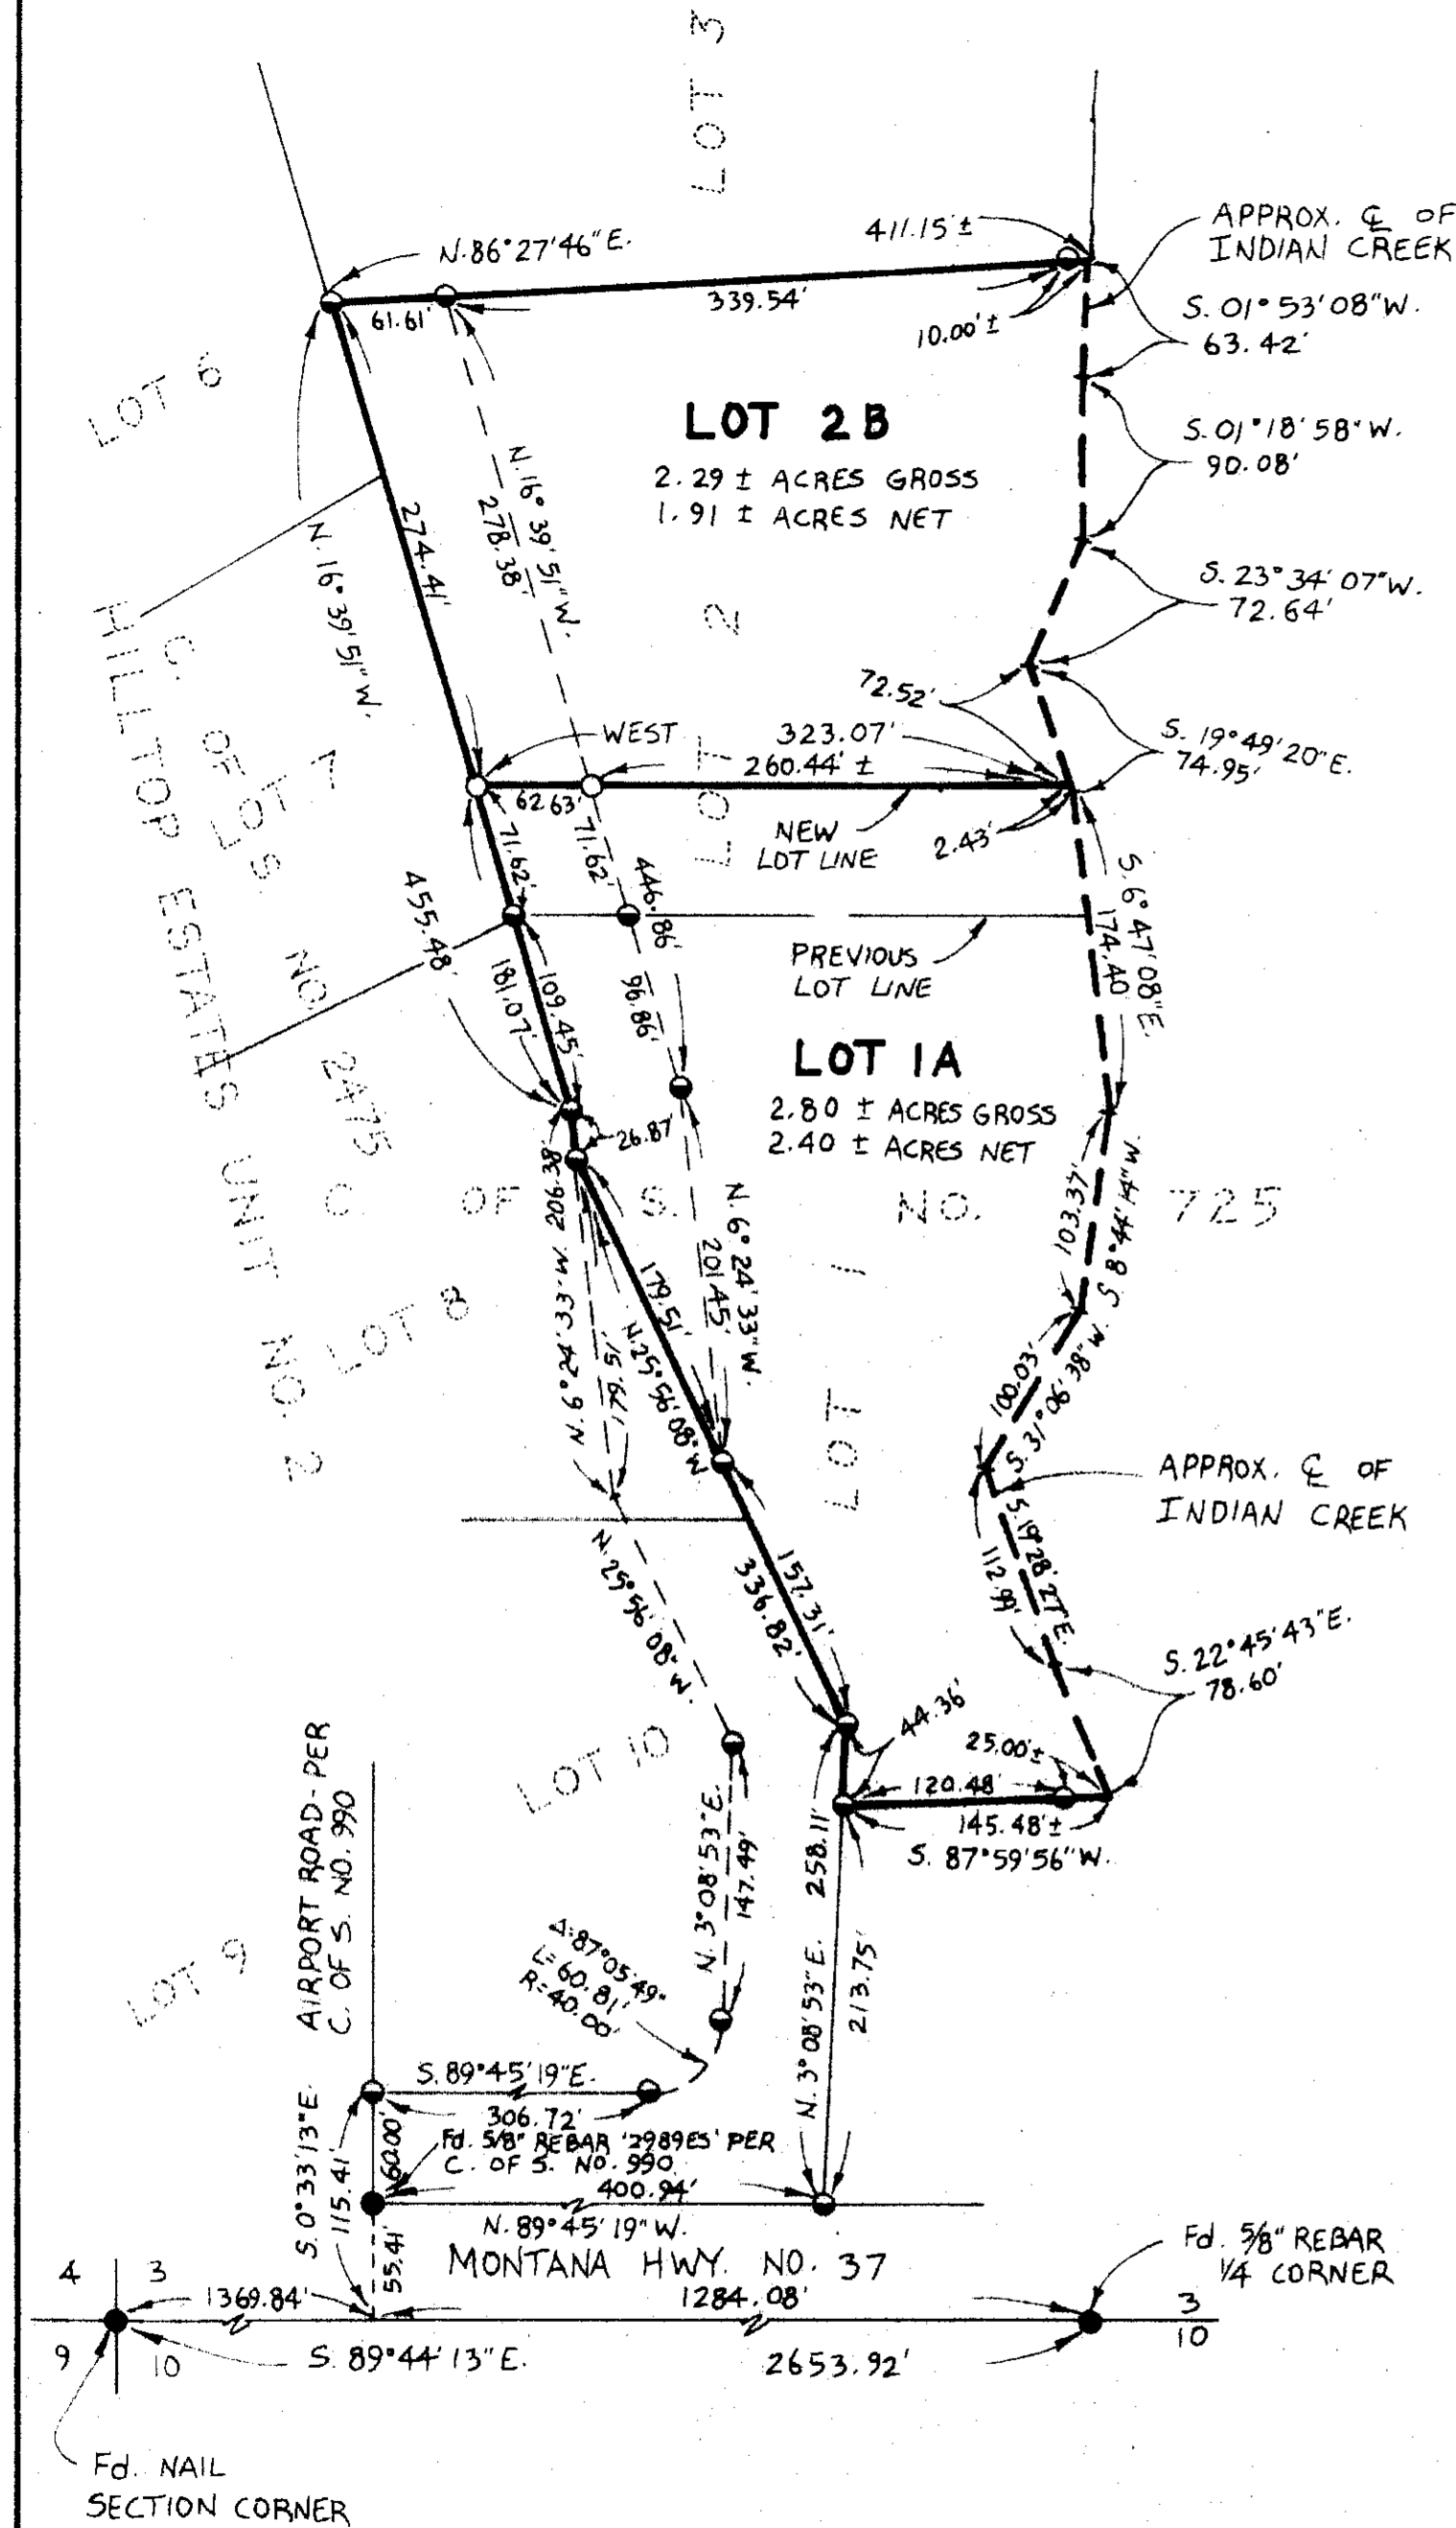 LOT 3
N.86°27'46"E.
411.15'±
APPROX. ℄ OF
INDIAN CREEK
61.61'
339.54'
10.00'±
S. 01°53'08"W.
63.42'
LOT 6
LOT 2B
2.29 ± ACRES GROSS
1.91 ± ACRES NET
S. 01°18'58"W.
90.08'
N.16°39'51"W.
278.38'
274.41'
N.16°39'51"W.
S. 23°34'07"W.
72.64'
LOT 2
72.52'
S. 19°49'20"E.
74.95'
WEST
323.07'
260.44' ±
62.63'
NEW
LOT LINE
2.43'
HILLTOP ESTATES UNIT NO. 2
C. OF S. NO. 2475
LOT 7
71.62'
71.62'
446.86'
455.48'
S.6°47'08"E.
174.40'
PREVIOUS
LOT LINE
181.07'
109.45'
96.86'
LOT 1A
2.80 ± ACRES GROSS
2.40 ± ACRES NET
26.87'
C. OF S. NO. 725
N.6°24'33"W. 206.38'
179.51'
179.51'
N.25°56'08"W.
N.6°24'33"W.
201.45'
103.37'
S.8°44'14"W.
LOT 8
LOT 1
100.03'
S.31°06'38"W.
APPROX. ℄ OF
INDIAN CREEK
S.19°28'27"E.
112.99'
N.25°56'08"W.
157.31'
336.82'
S. 22°45'43"E.
78.60'
LOT 10
44.36'
25.00'±
120.48'
145.48'±
S. 87°59'56"W.
AIRPORT ROAD-PER
C. OF S. NO. 990
N.3°08'53"E.
147.49'
258.11'
N.3°08'53"E.
213.75'
LOT 9
Δ=87°05'49"
L=60.81'
R=40.00'
S.89°45'19"E.
306.72'
S.0°33'13"E.
115.41'
60.00'
Fd. 5/8" REBAR '2989ES' PER
C. OF S. NO. 990
400.94'
N.89°45'19"W.
55.41'
MONTANA HWY. NO. 37
Fd. 5/8" REBAR
1/4 CORNER
4 3
1369.84'
1284.08'
3
9 10
S.89°44'13"E.
2653.92'
10
Fd. NAIL
SECTION CORNER